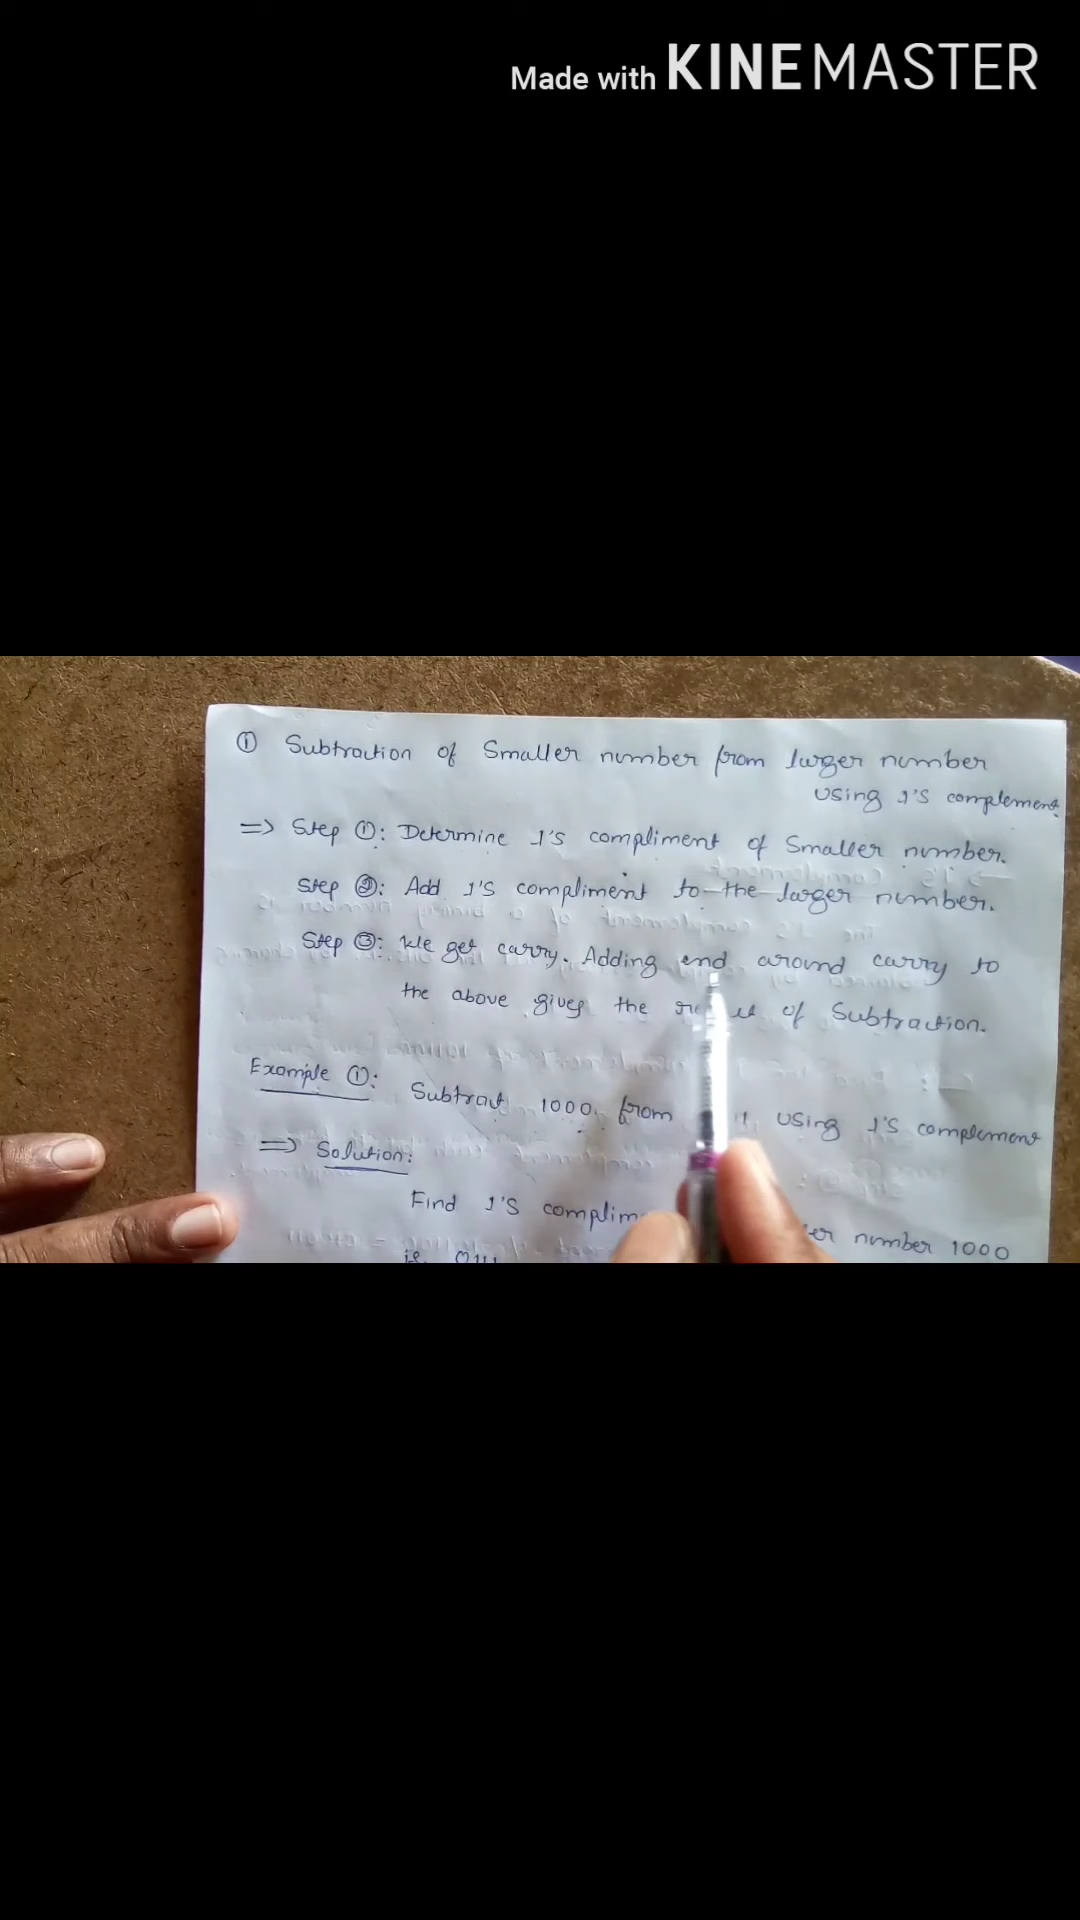 Made with KINEMASTER
① Subtraction of Smaller number from larger number
using 1'S complement.
=> Step ①: Determine 1'S compliment of Smaller number.
Step ②: Add 1'S compliment to the larger number.
Step ③: We get carry. Adding end around carry to
the above gives the of Subtraction.
Example ①: Subtract 1000 from using 1'S complement
=> Solution:
Find 1'S number 1000
ie 0111